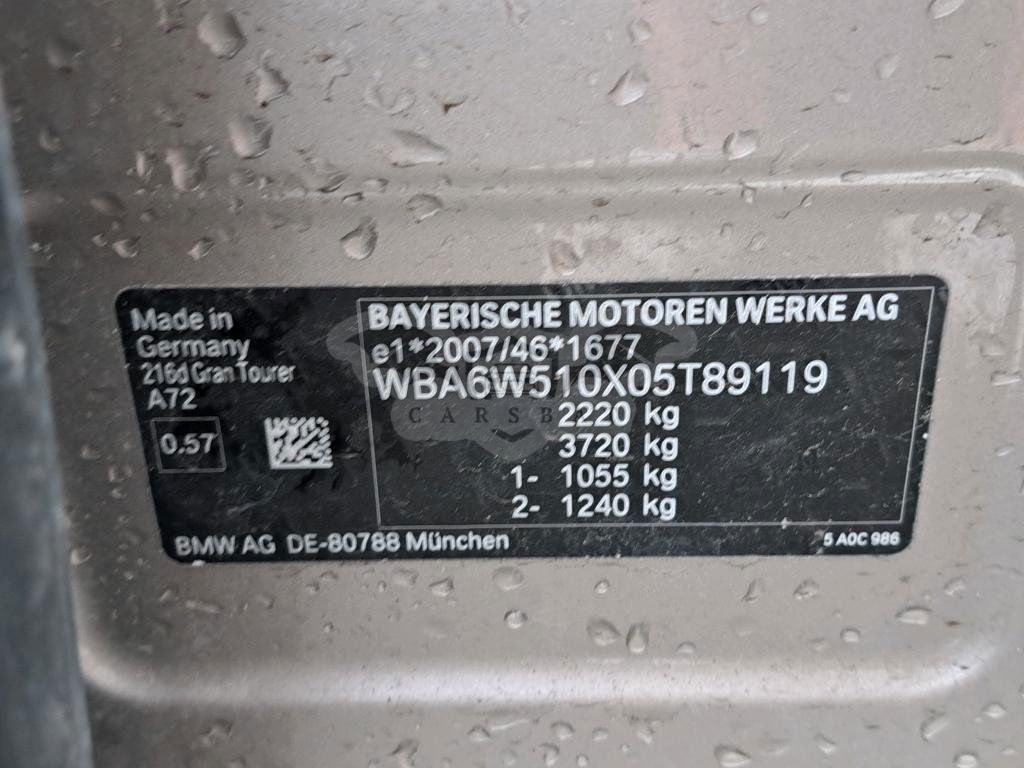 Made in
Germany
216d Gran Tourer
A72
0.57
BAYERISCHE MOTOREN WERKE AG
e1*2007/46*1677
WBA6W510X05T89119
2220 kg
3720 kg
1- 1055 kg
2- 1240 kg
BMW AG DE-80788 München
5 A0C 986